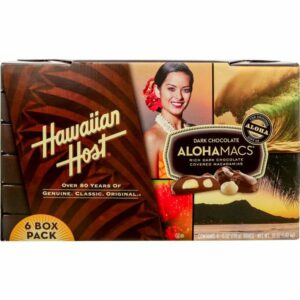 Hawaiian
Host®
OVER 80 YEARS OF
GENUINE. CLASSIC. ORIGINAL.
6 BOX
PACK
DARK CHOCOLATE
ALOHAMACS
RICH DARK CHOCOLATE
COVERED MACADAMIAS
ALOHA